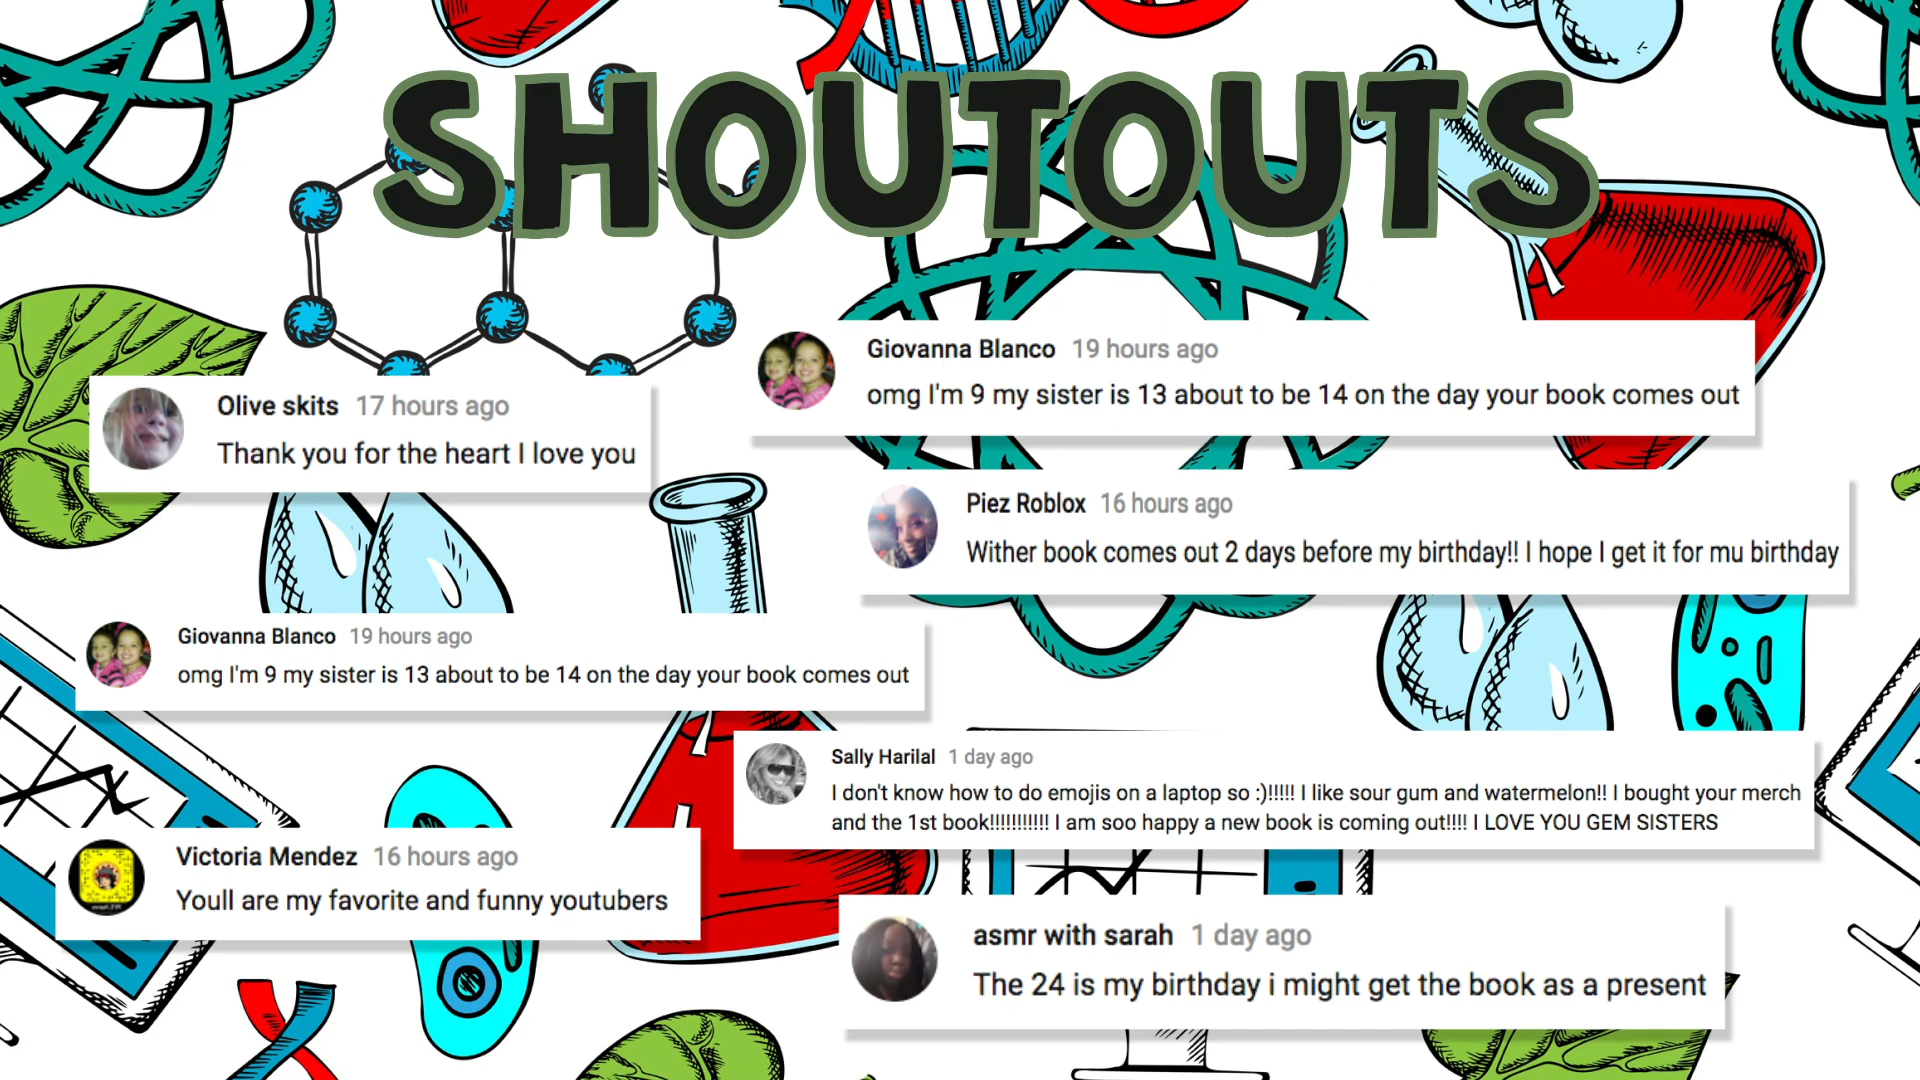 SHOUTOUTS
Giovanna Blanco 19 hours ago
omg I'm 9 my sister is 13 about to be 14 on the day your book comes out
Olive skits 17 hours ago
Thank you for the heart I love you
Piez Roblox 16 hours ago
Wither book comes out 2 days before my birthday!! I hope I get it for mu birthday
Giovanna Blanco 19 hours ago
omg I'm 9 my sister is 13 about to be 14 on the day your book comes out
Sally Harilal 1 day ago
I don't know how to do emojis on a laptop so :)!!!!! I like sour gum and watermelon!! I bought your merch
and the 1st book!!!!!!!!!!! I am soo happy a new book is coming out!!!! I LOVE YOU GEM SISTERS
Victoria Mendez 16 hours ago
Youll are my favorite and funny youtubers
asmr with sarah 1 day ago
The 24 is my birthday i might get the book as a present